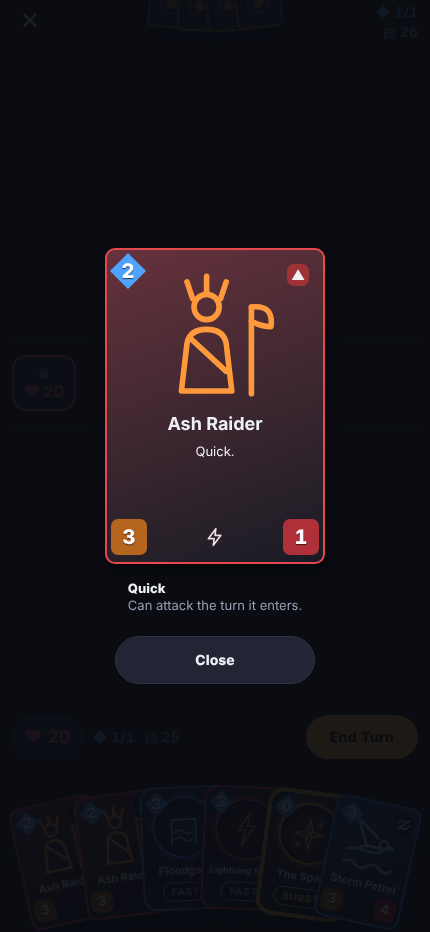 1/1
26
2
Ash Raider
Quick.
3
1
20
Quick
Can attack the turn it enters.
Close
20
1/1
25
End Turn
2
Ash Raid
3
2
Ash Raid
3
3
Floodga
FAST
3
Lightning S
FAST
0
The Spa
BURST
3
Storm Petrel
3
4